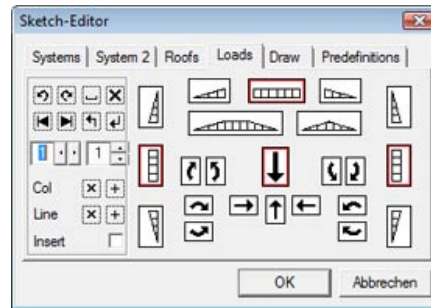 Sketch-Editor
Systems
System 2
Roofs
Loads
Draw
Predefinitions
1
1
Col
Line
Insert
OK
Abbrechen